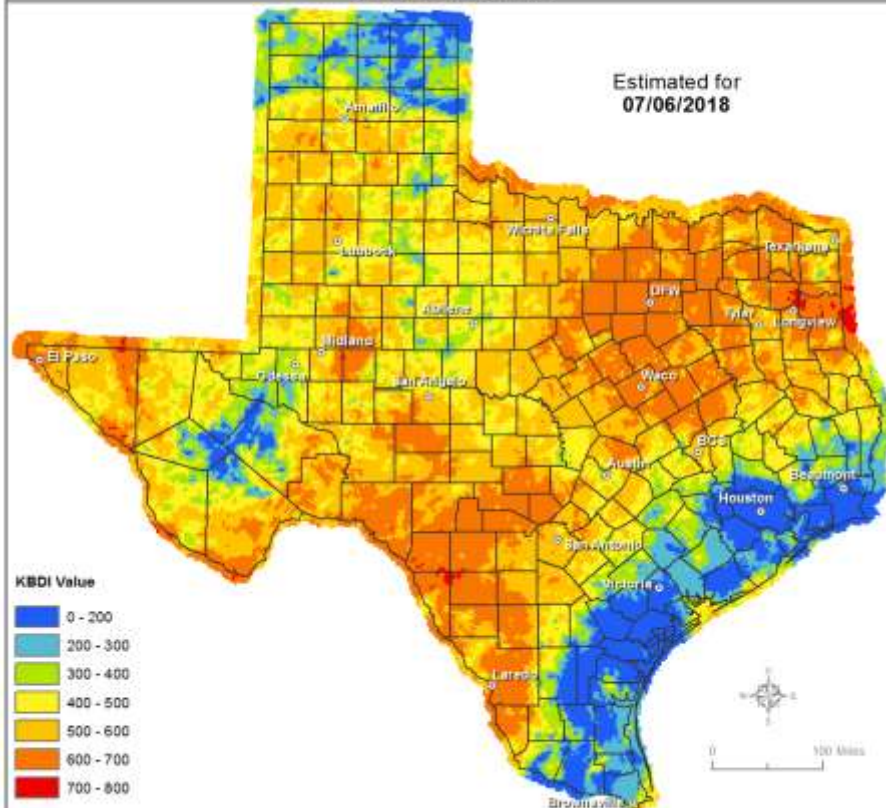 Estimated for
07/06/2018
Amarillo
Wichita Falls
Lubbock
Texarkana
DFW
Abilene
Tyler
Longview
Midland
El Paso
Odessa
Waco
San Angelo
BCS
Austin
Beaumont
Houston
San Antonio
Victoria
Laredo
Brownsville
KBDI Value
0 - 200
200 - 300
300 - 400
400 - 500
500 - 600
600 - 700
700 - 800
0 100 Miles